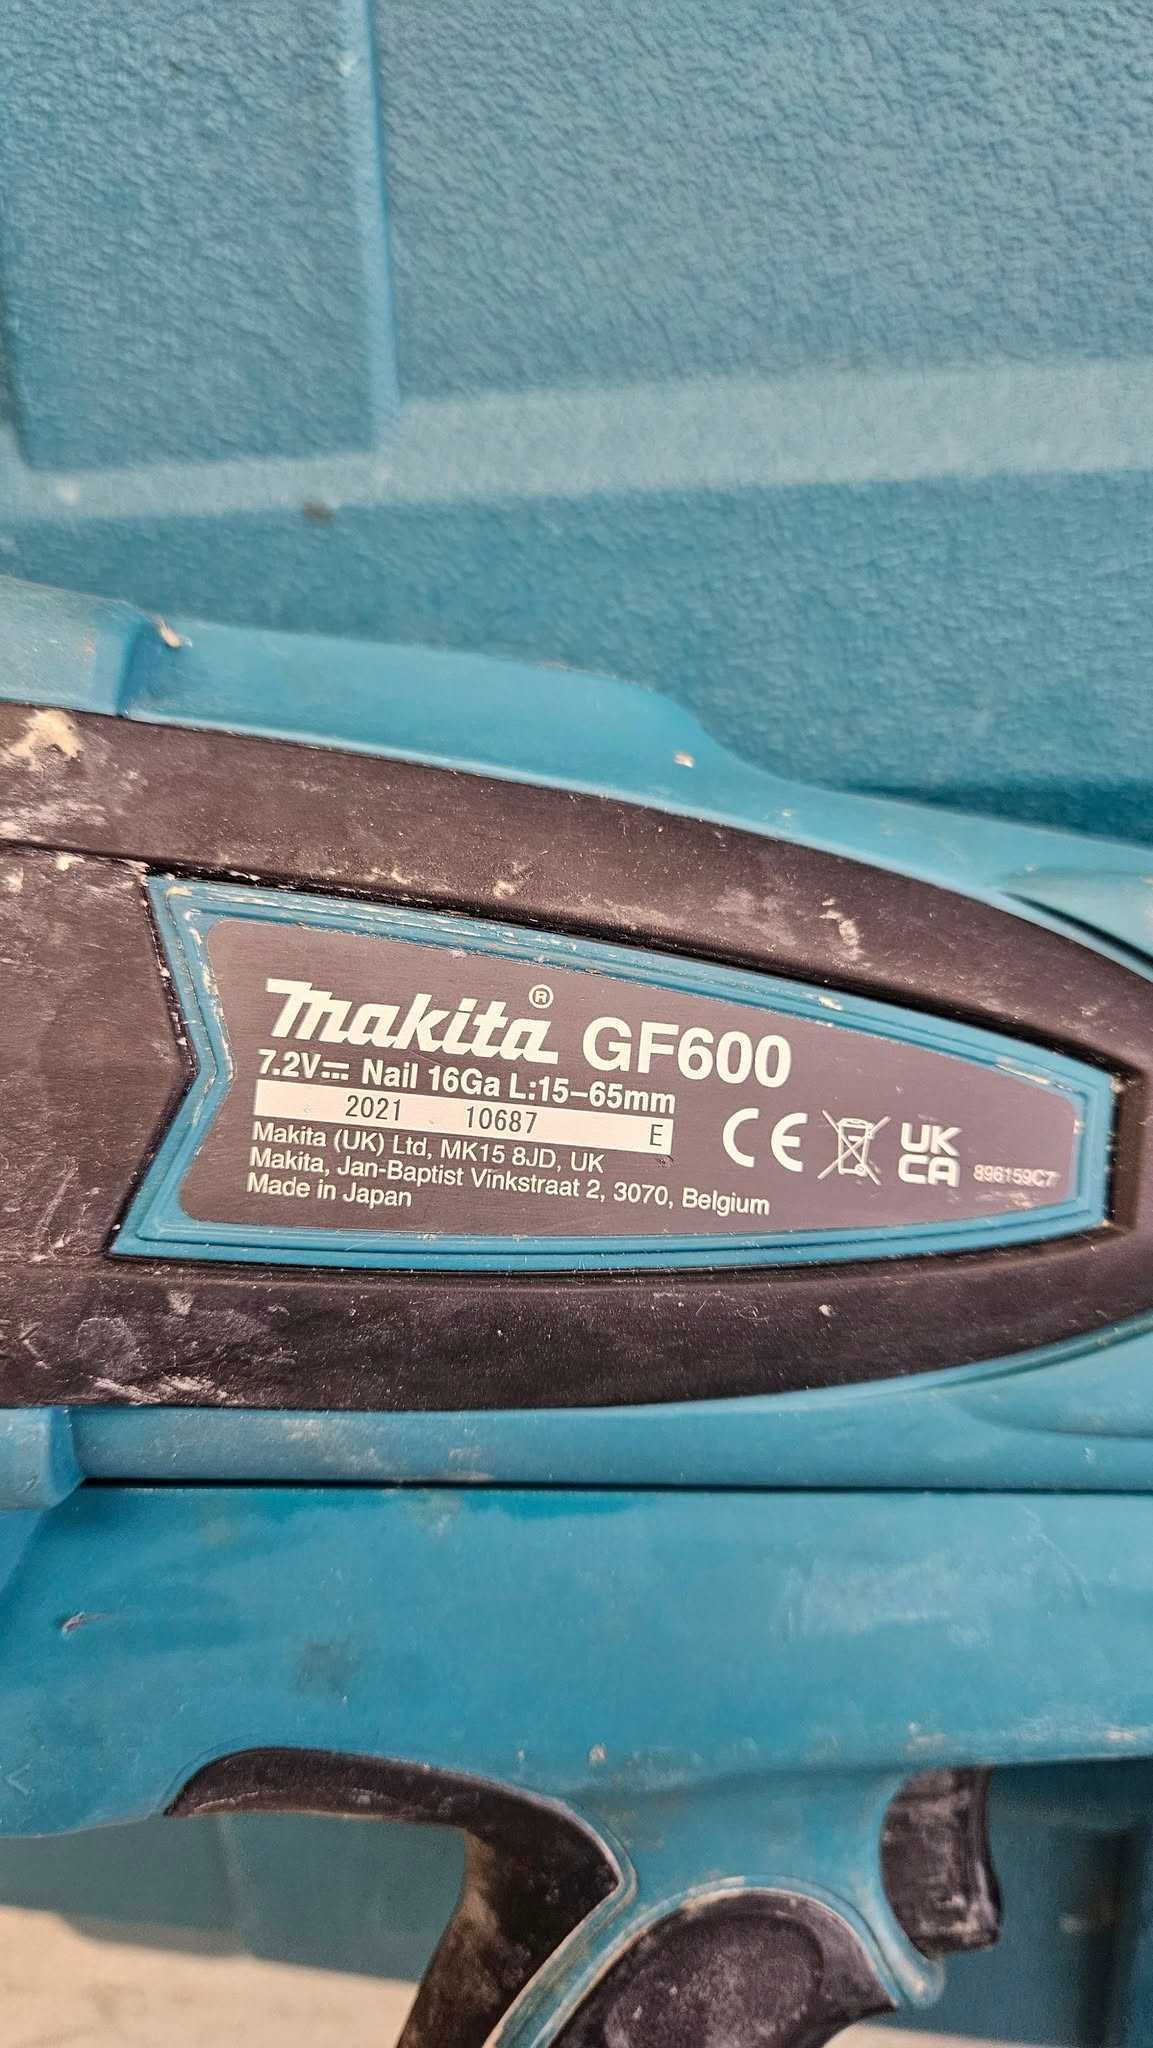 makita® GF600
7.2V⎓ Nail 16Ga L:15–65mm
2021 10687 E
Makita (UK) Ltd, MK15 8JD, UK
Makita, Jan-Baptist Vinkstraat 2, 3070, Belgium
Made in Japan
CE
UK
CA
896159C7